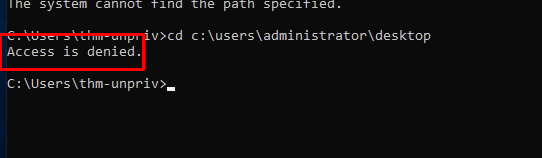 The system cannot find the path specified.
C:\Users\thm-unpriv>cd c:\users\administrator\desktop
Access is denied.
C:\Users\thm-unpriv>